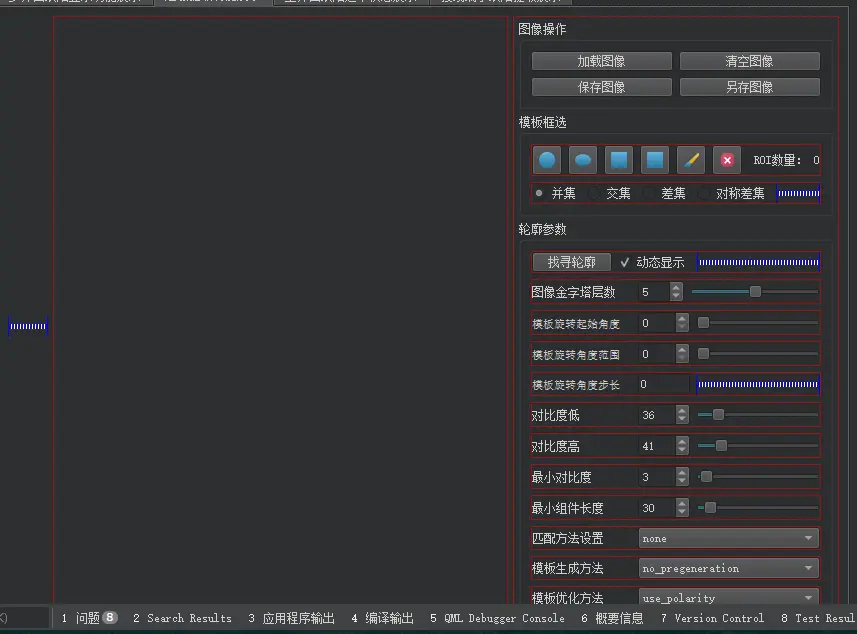 图像操作
加载图像 清空图像
保存图像 另存图像
模板框选
ROI数量: 0
并集 交集 差集 对称差集
轮廓参数
找寻轮廓 动态显示
图像金字塔层数 5
模板旋转起始角度 0
模板旋转角度范围 0
模板旋转角度步长 0
对比度低 36
对比度高 41
最小对比度 3
最小组件长度 30
匹配方法设置 none
模板生成方法 no_pregeneration
模板优化方法 use_polarity
1 问题 8 2 Search Results 3 应用程序输出 4 编译输出 5 QML Debugger Console 6 概要信息 7 Version Control 8 Test Resul